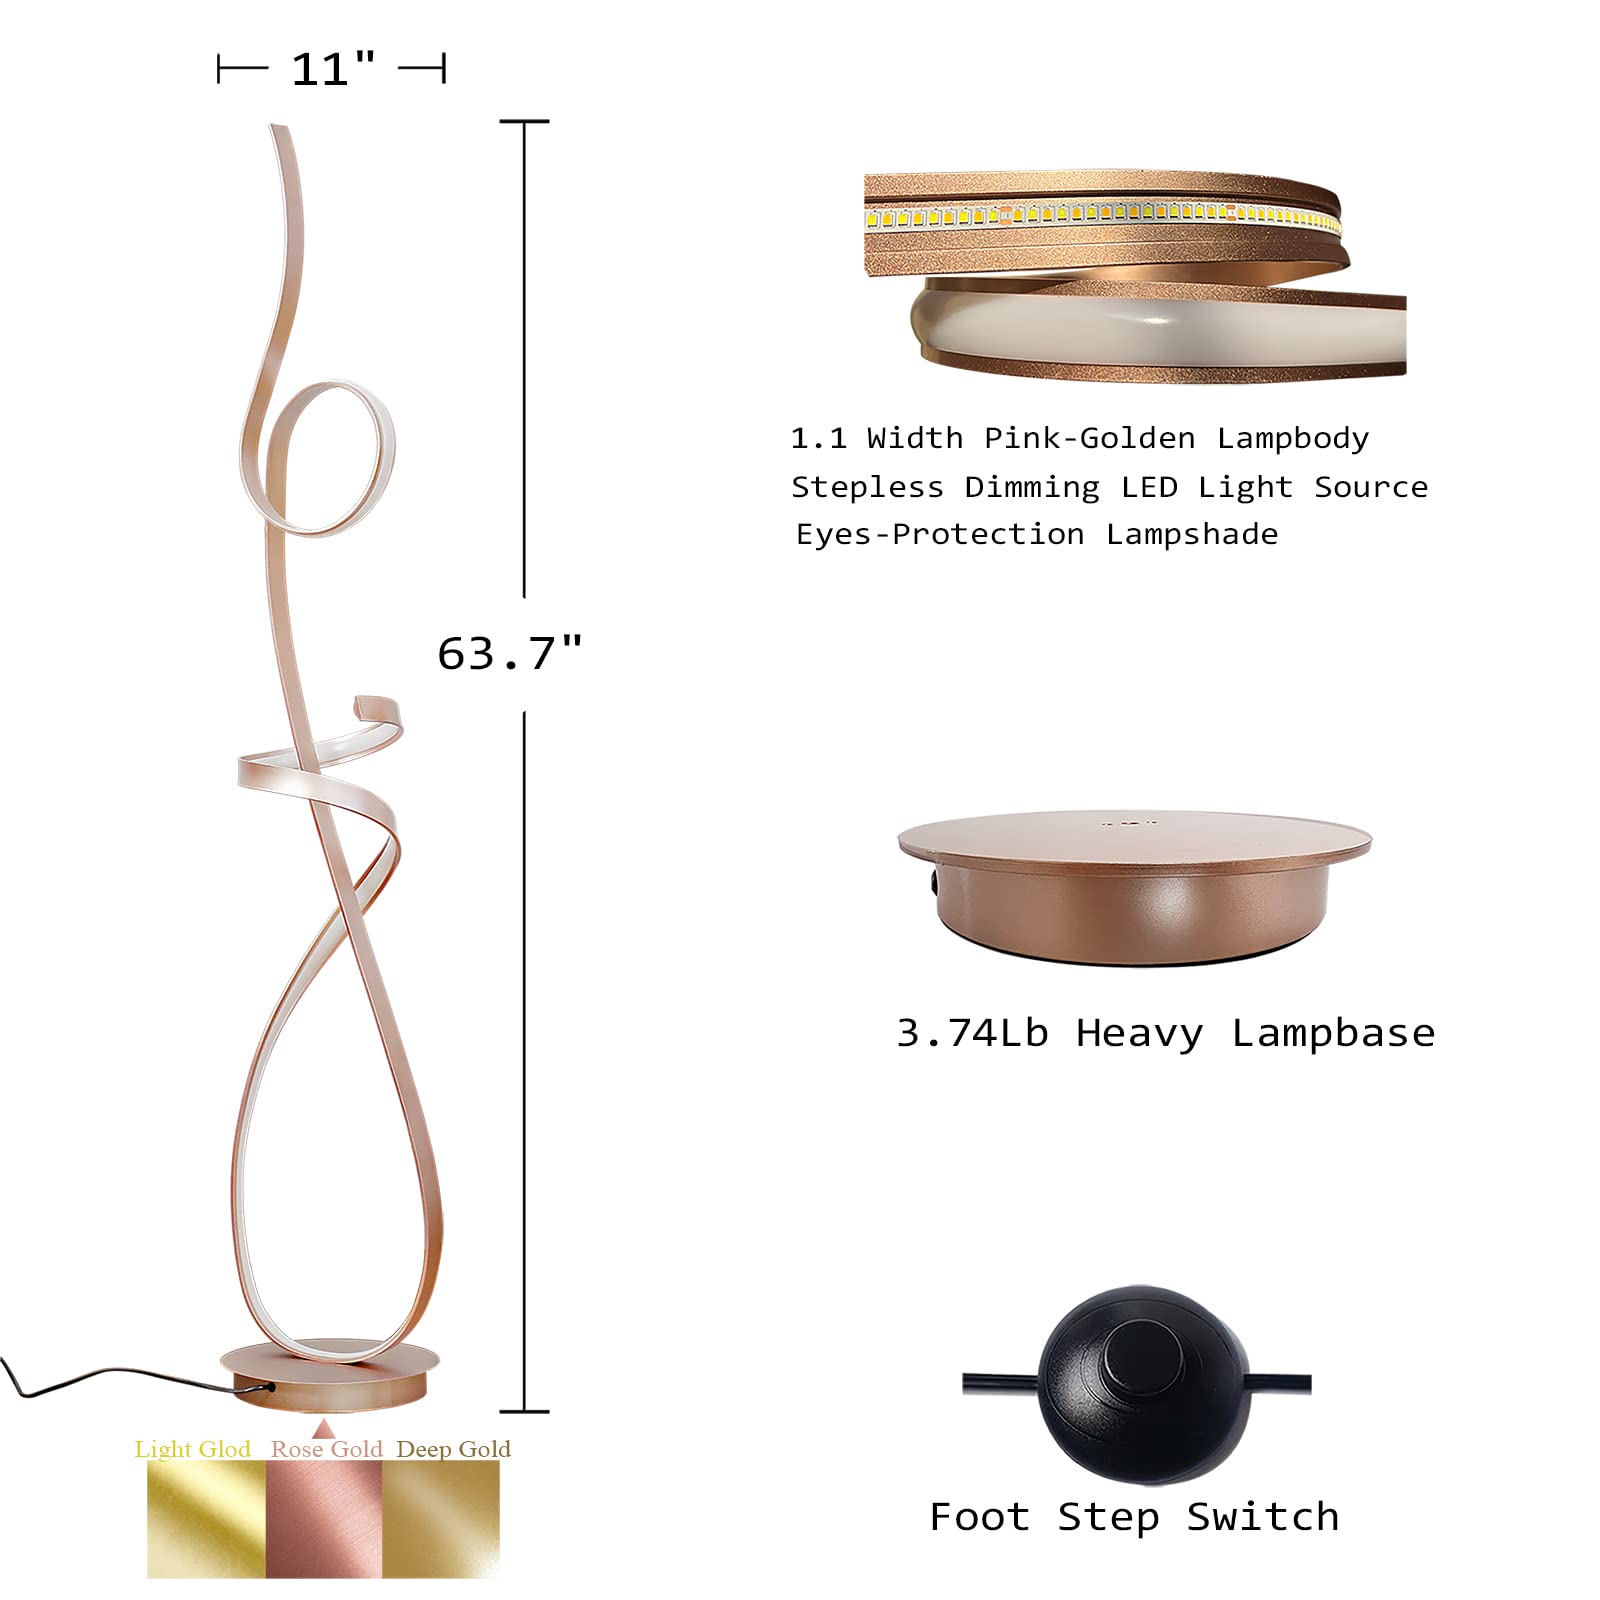 11"
63.7"
1.1 Width Pink-Golden Lampbody
Stepless Dimming LED Light Source
Eyes-Protection Lampshade
3.74Lb Heavy Lampbase
Light Glod Rose Gold Deep Gold
Foot Step Switch